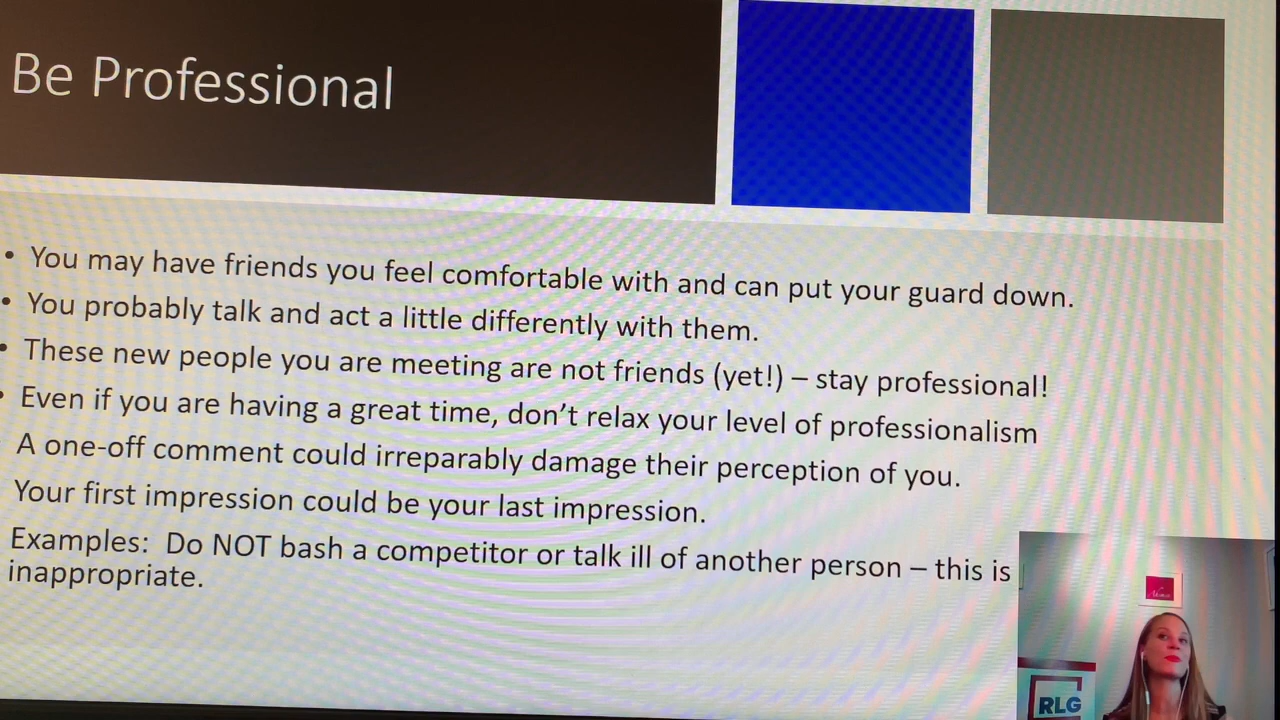 Be Professional
• You may have friends you feel comfortable with and can put your guard down.
• You probably talk and act a little differently with them.
• These new people you are meeting are not friends (yet!) – stay professional!
• Even if you are having a great time, don't relax your level of professionalism
A one-off comment could irreparably damage their perception of you.
Your first impression could be your last impression.
Examples: Do NOT bash a competitor or talk ill of another person – this is
inappropriate.
RLG